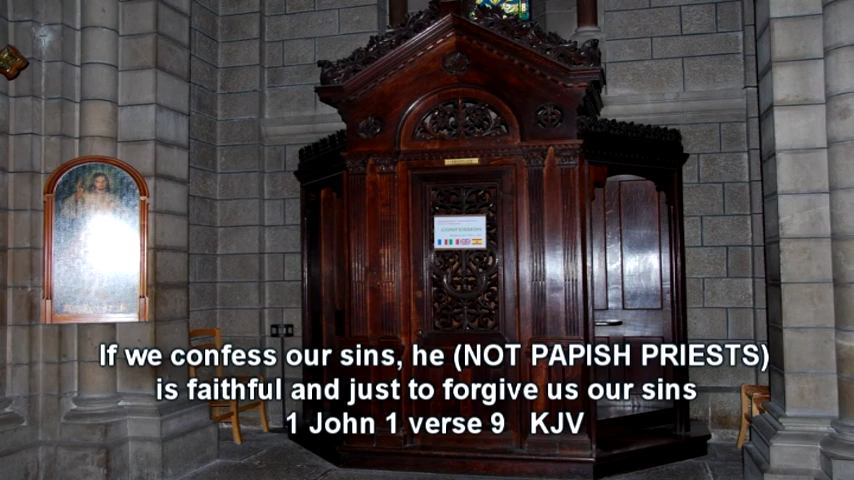 CONFESSION
If we confess our sins, he (NOT PAPISH PRIESTS)
is faithful and just to forgive us our sins
1 John 1 verse 9 KJV